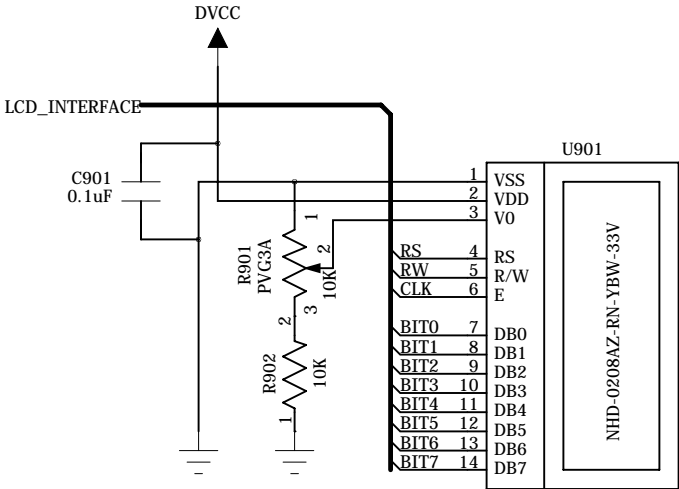 DVCC
LCD_INTERFACE
U901
C901
0.1uF
1 VSS
2 VDD
3 V0
R901
PVG3A
1
2
10K
3
RS 4 RS
RW 5 R/W
CLK 6 E
BIT0 7 DB0
BIT1 8 DB1
BIT2 9 DB2
BIT3 10 DB3
BIT4 11 DB4
BIT5 12 DB5
BIT6 13 DB6
BIT7 14 DB7
R902
2
10K
1
NHD-0208AZ-RN-YBW-33V